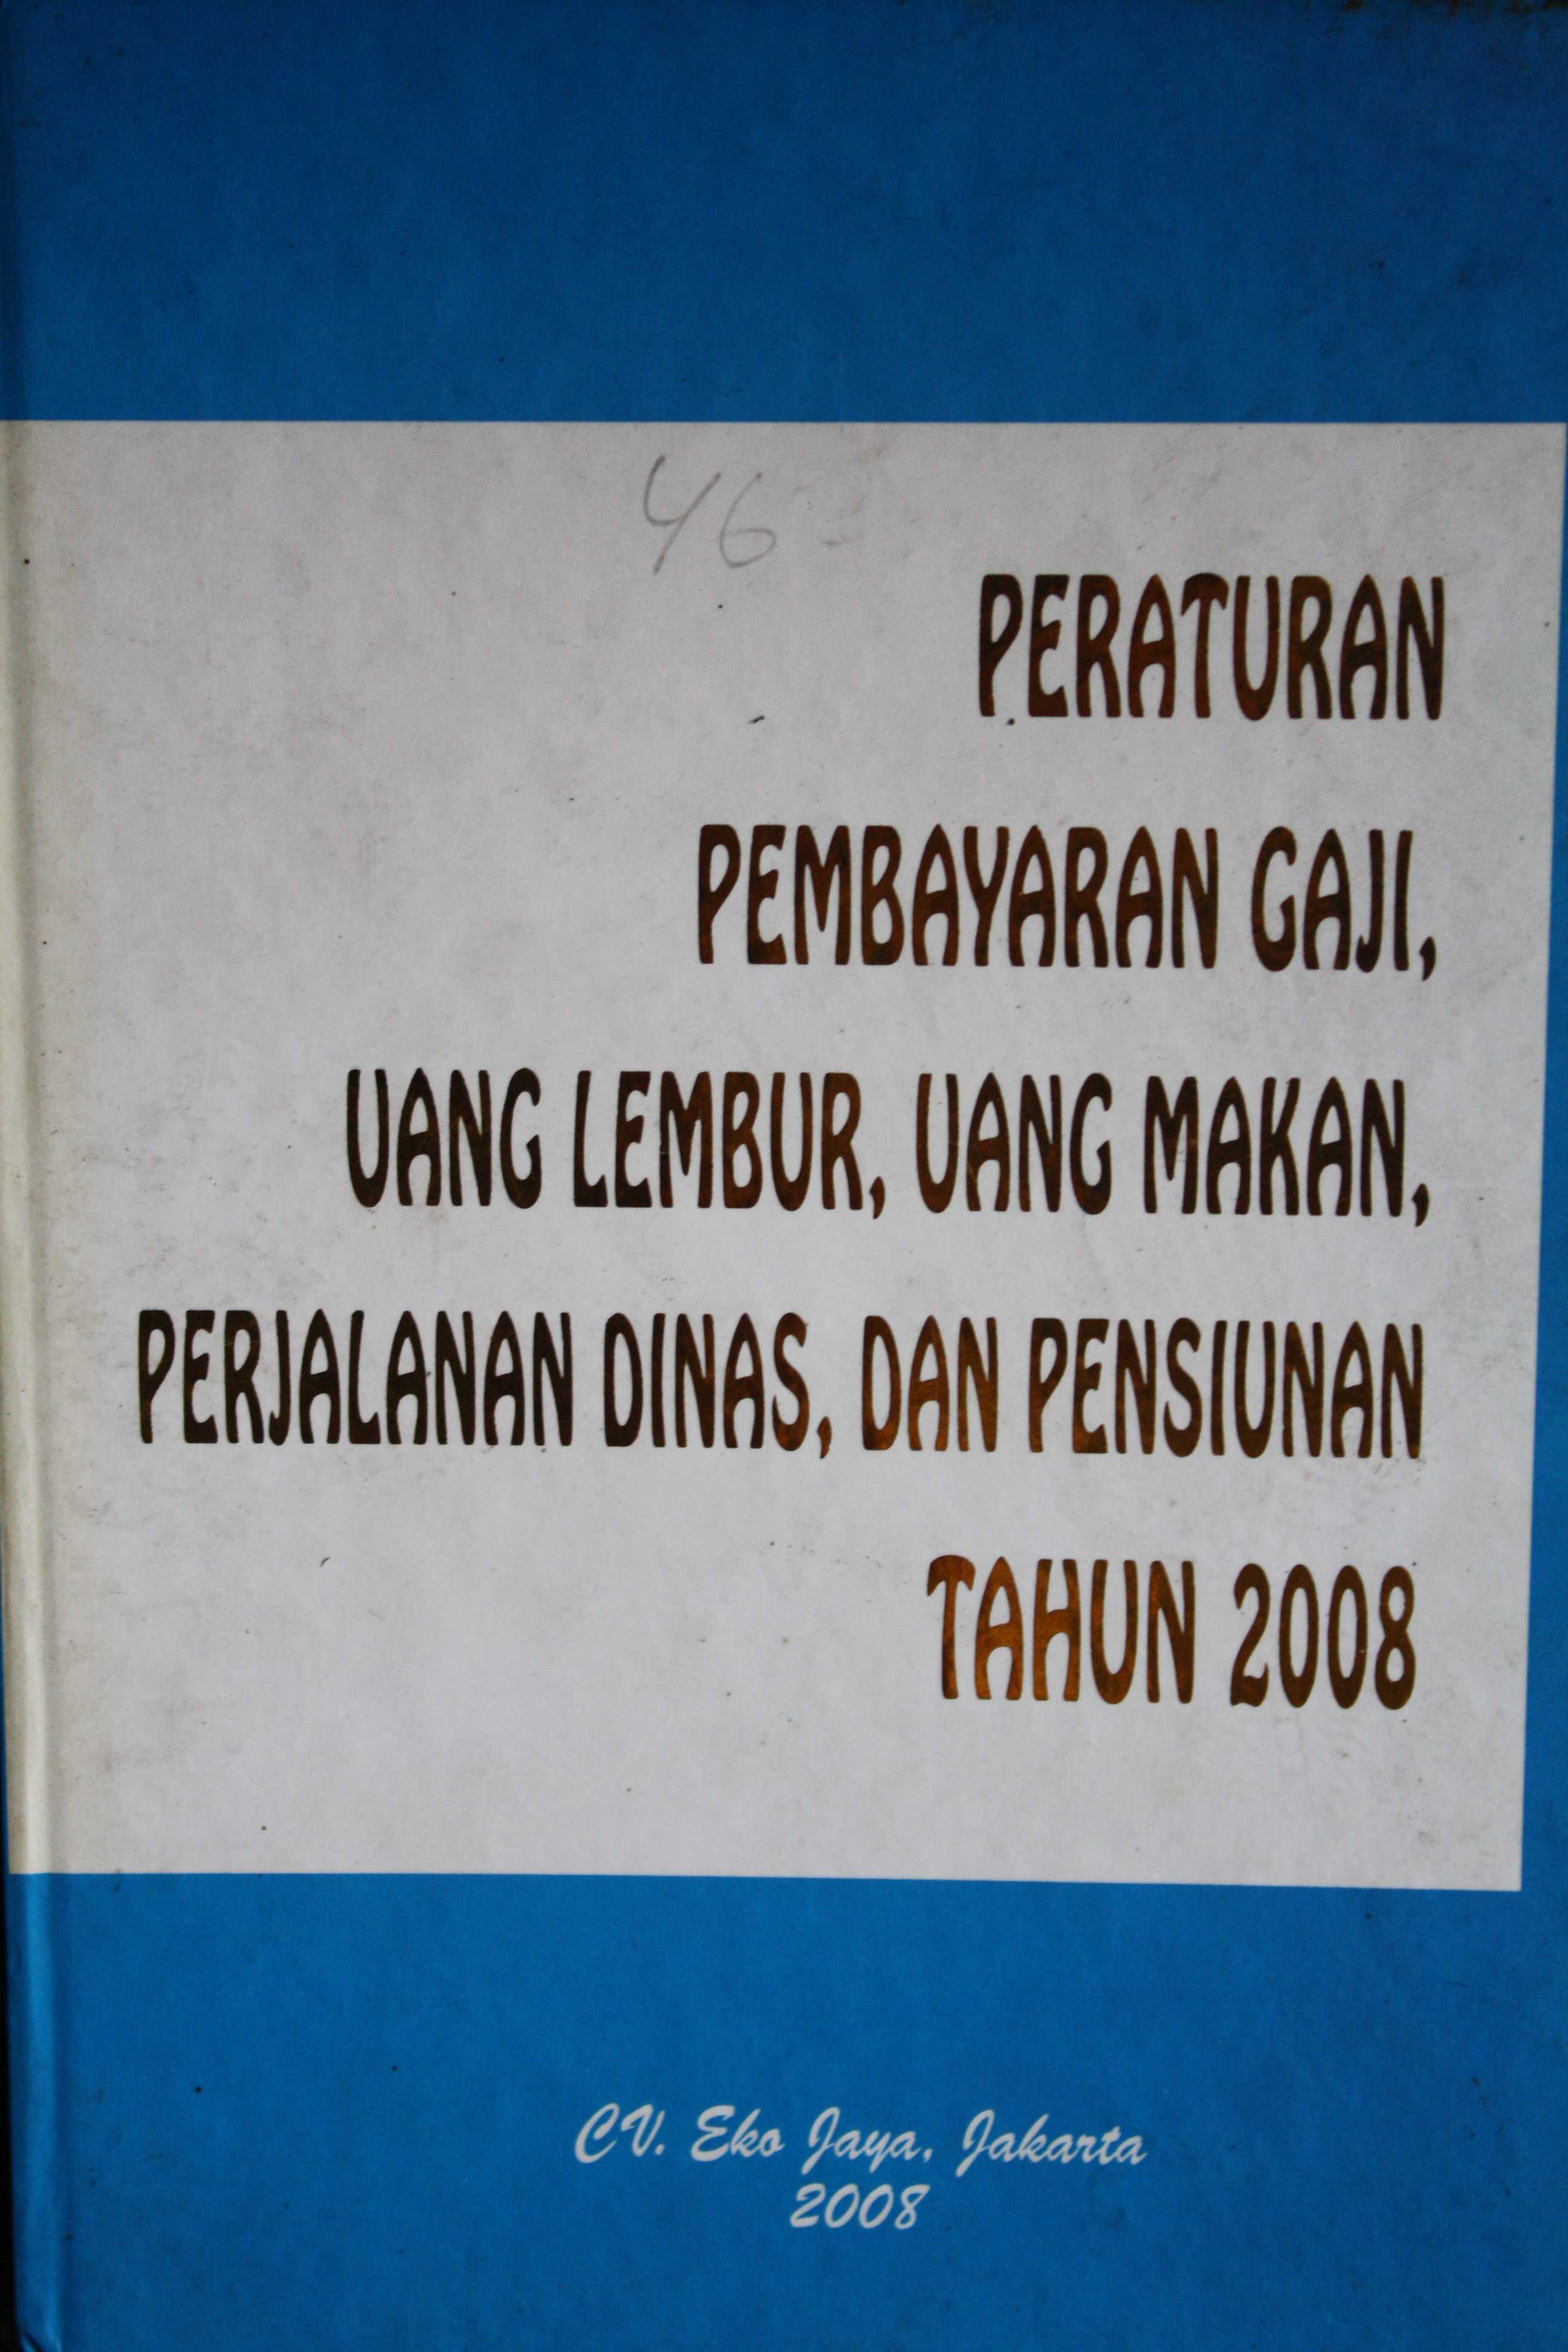 46
PERATURAN
PEMBAYARAN GAJI,
UANG LEMBUR, UANG MAKAN,
PERJALANAN DINAS, DAN PENSIUNAN
TAHUN 2008
CV. Eko Jaya, Jakarta
2008